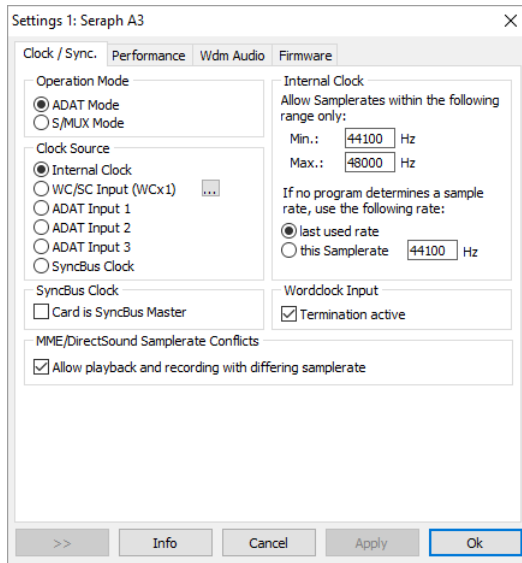 Settings 1: Seraph A3
Clock / Sync.
Performance
Wdm Audio
Firmware
Operation Mode
ADAT Mode
S/MUX Mode
Clock Source
Internal Clock
WC/SC Input (WCx1)
...
ADAT Input 1
ADAT Input 2
ADAT Input 3
SyncBus Clock
Internal Clock
Allow Samplerates within the following
range only:
Min.: 44100 Hz
Max.: 48000 Hz
If no program determines a sample
rate, use the following rate:
last used rate
this Samplerate 44100 Hz
SyncBus Clock
Card is SyncBus Master
Wordclock Input
Termination active
MME/DirectSound Samplerate Conflicts
Allow playback and recording with differing samplerate
>>
Info
Cancel
Apply
Ok